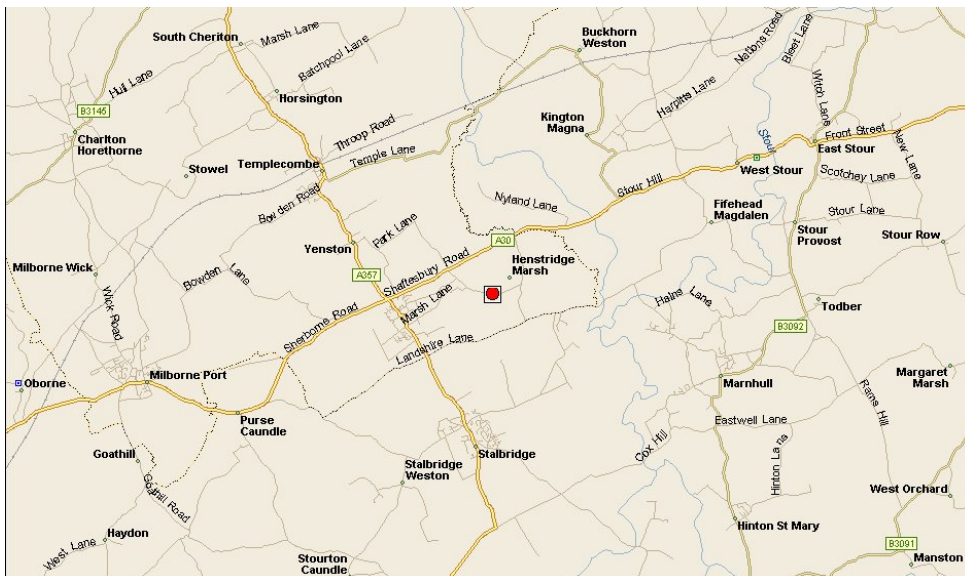 Buckhorn
Weston
South Cheriton
Marsh Lane
Batchpool Lane
Nations Road
Bleet Lane
Hull Lane
Horsington
Harpitts Lane
Witch Lane
B3145
Charlton
Horethorne
Throop Road
Kington
Magna
Stour
Front Street
East Stour
New Lane
Stowel
Templecombe
Temple Lane
West Stour
Scotchey Lane
Bowden Road
Stour Hill
Nyland Lane
Fifehead
Magdalen
Stour Lane
Stour
Provost
Stour Row
Yenston
Park Lane
A30
Milborne Wick
Bowden Lane
A357
Shaftesbury Road
Henstridge
Marsh
Wick Road
Marsh Lane
Hains Lane
Todber
Sherborne Road
B3092
Landshire Lane
Oborne
Milborne Port
Marnhull
Margaret
Marsh
Purse
Caundle
Eastwell Lane
Rams Hill
Goathill
Stalbridge
Cox Hill
Stalbridge
Weston
Hinton Lane
Goathill Road
West Orchard
Haydon
West Lane
Hinton St Mary
B3091
Stourton
Caundle
Manston